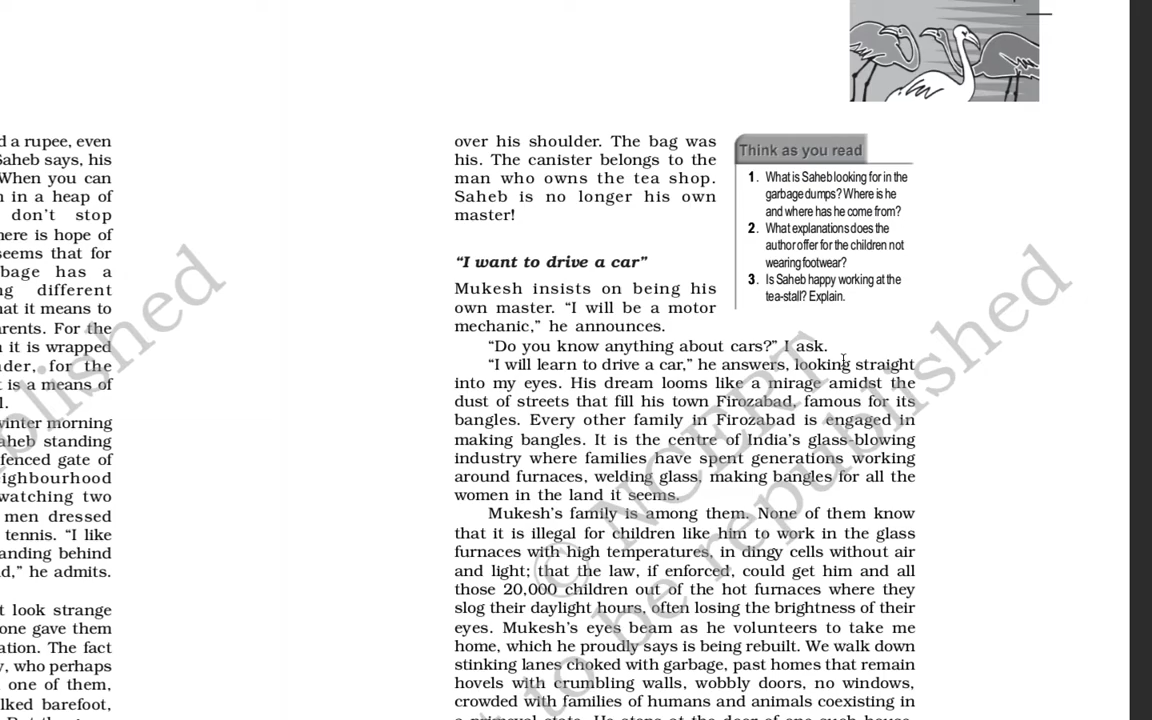 d a rupee, even
Saheb says, his
When you can
in a heap of
don't stop
here is hope of
seems that for
bage has a
ng different
hat it means to
arents. For the
it is wrapped
nder, for the
t is a means of
l.
winter morning
aheb standing
fenced gate of
eighbourhood
watching two
men dressed
tennis. “I like
anding behind
d,” he admits.
t look strange
one gave them
ation. The fact
y, who perhaps
one of them,
lked barefoot,
over his shoulder. The bag was
his. The canister belongs to the
man who owns the tea shop.
Saheb is no longer his own
master!
“I want to drive a car”
Mukesh insists on being his
own master. “I will be a motor
mechanic,” he announces.
“Do you know anything about cars?” I ask.
“I will learn to drive a car,” he answers, looking straight
into my eyes. His dream looms like a mirage amidst the
dust of streets that fill his town Firozabad, famous for its
bangles. Every other family in Firozabad is engaged in
making bangles. It is the centre of India's glass-blowing
industry where families have spent generations working
around furnaces, welding glass, making bangles for all the
women in the land it seems.
Mukesh's family is among them. None of them know
that it is illegal for children like him to work in the glass
furnaces with high temperatures, in dingy cells without air
and light; that the law, if enforced, could get him and all
those 20,000 children out of the hot furnaces where they
slog their daylight hours, often losing the brightness of their
eyes. Mukesh's eyes beam as he volunteers to take me
home, which he proudly says is being rebuilt. We walk down
stinking lanes choked with garbage, past homes that remain
hovels with crumbling walls, wobbly doors, no windows,
crowded with families of humans and animals coexisting in
Think as you read
1. What is Saheb looking for in the
garbage dumps? Where is he
and where has he come from?
2. What explanations does the
author offer for the children not
wearing footwear?
3. Is Saheb happy working at the
tea-stall? Explain.
© NCERT
to be republished
published